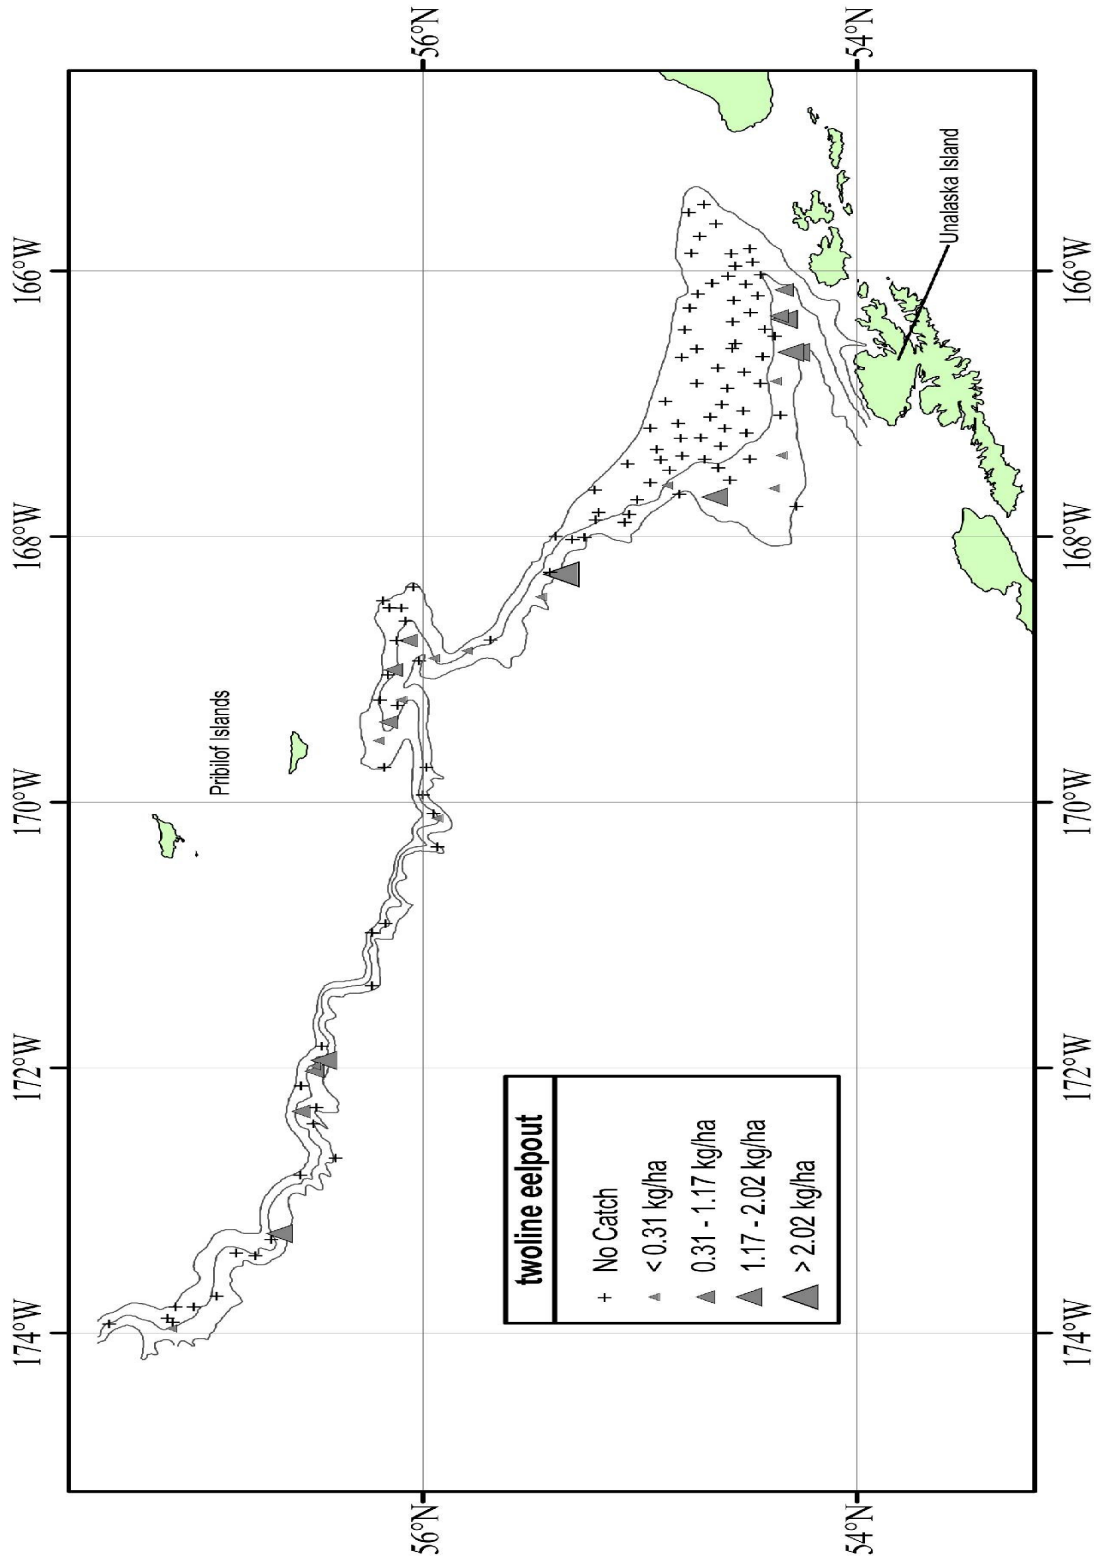 174°W
172°W
170°W
168°W
166°W
56°N
56°N
54°N
54°N
Pribilof Islands
Unalaska Island
twoline eelpout
No Catch
< 0.31 kg/ha
0.31 - 1.17 kg/ha
1.17 - 2.02 kg/ha
> 2.02 kg/ha
174°W
172°W
170°W
168°W
166°W